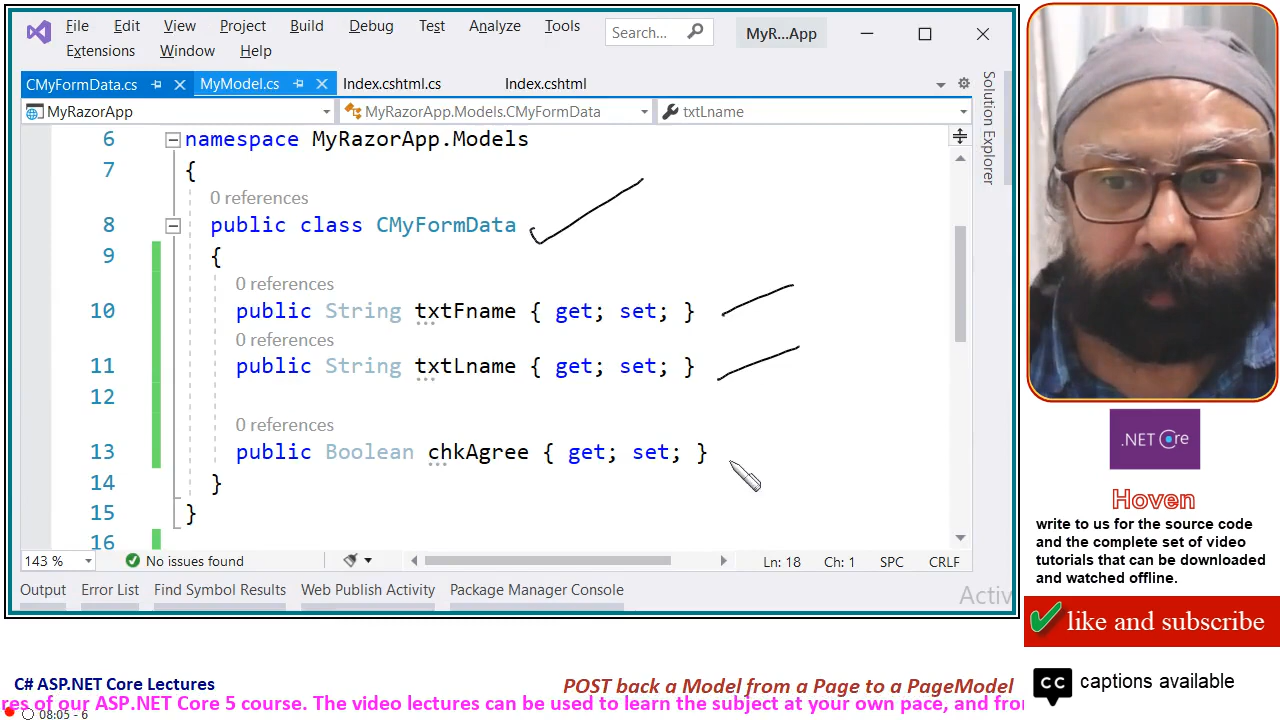 File Edit View Project Build Debug Test Analyze Tools Search... MyR...App
Extensions Window Help
CMyFormData.cs MyModel.cs Index.cshtml.cs Index.cshtml
MyRazorApp MyRazorApp.Models.CMyFormData txtLname
Solution Explorer
6 namespace MyRazorApp.Models
7 {
0 references
8 public class CMyFormData
9 {
0 references
10 public String txtFname { get; set; }
0 references
11 public String txtLname { get; set; }
12
0 references
13 public Boolean chkAgree { get; set; }
14 }
15 }
16
143 % No issues found Ln: 18 Ch: 1 SPC CRLF
Output Error List Find Symbol Results Web Publish Activity Package Manager Console
Activ
.NET Core
Hoven
write to us for the source code
and the complete set of video
tutorials that can be downloaded
and watched offline.
like and subscribe
CC captions available
C# ASP.NET Core Lectures
POST back a Model from a Page to a PageModel
res of our ASP.NET Core 5 course. The video lectures can be used to learn the subject at your own pace, and fro
08:05 - 6